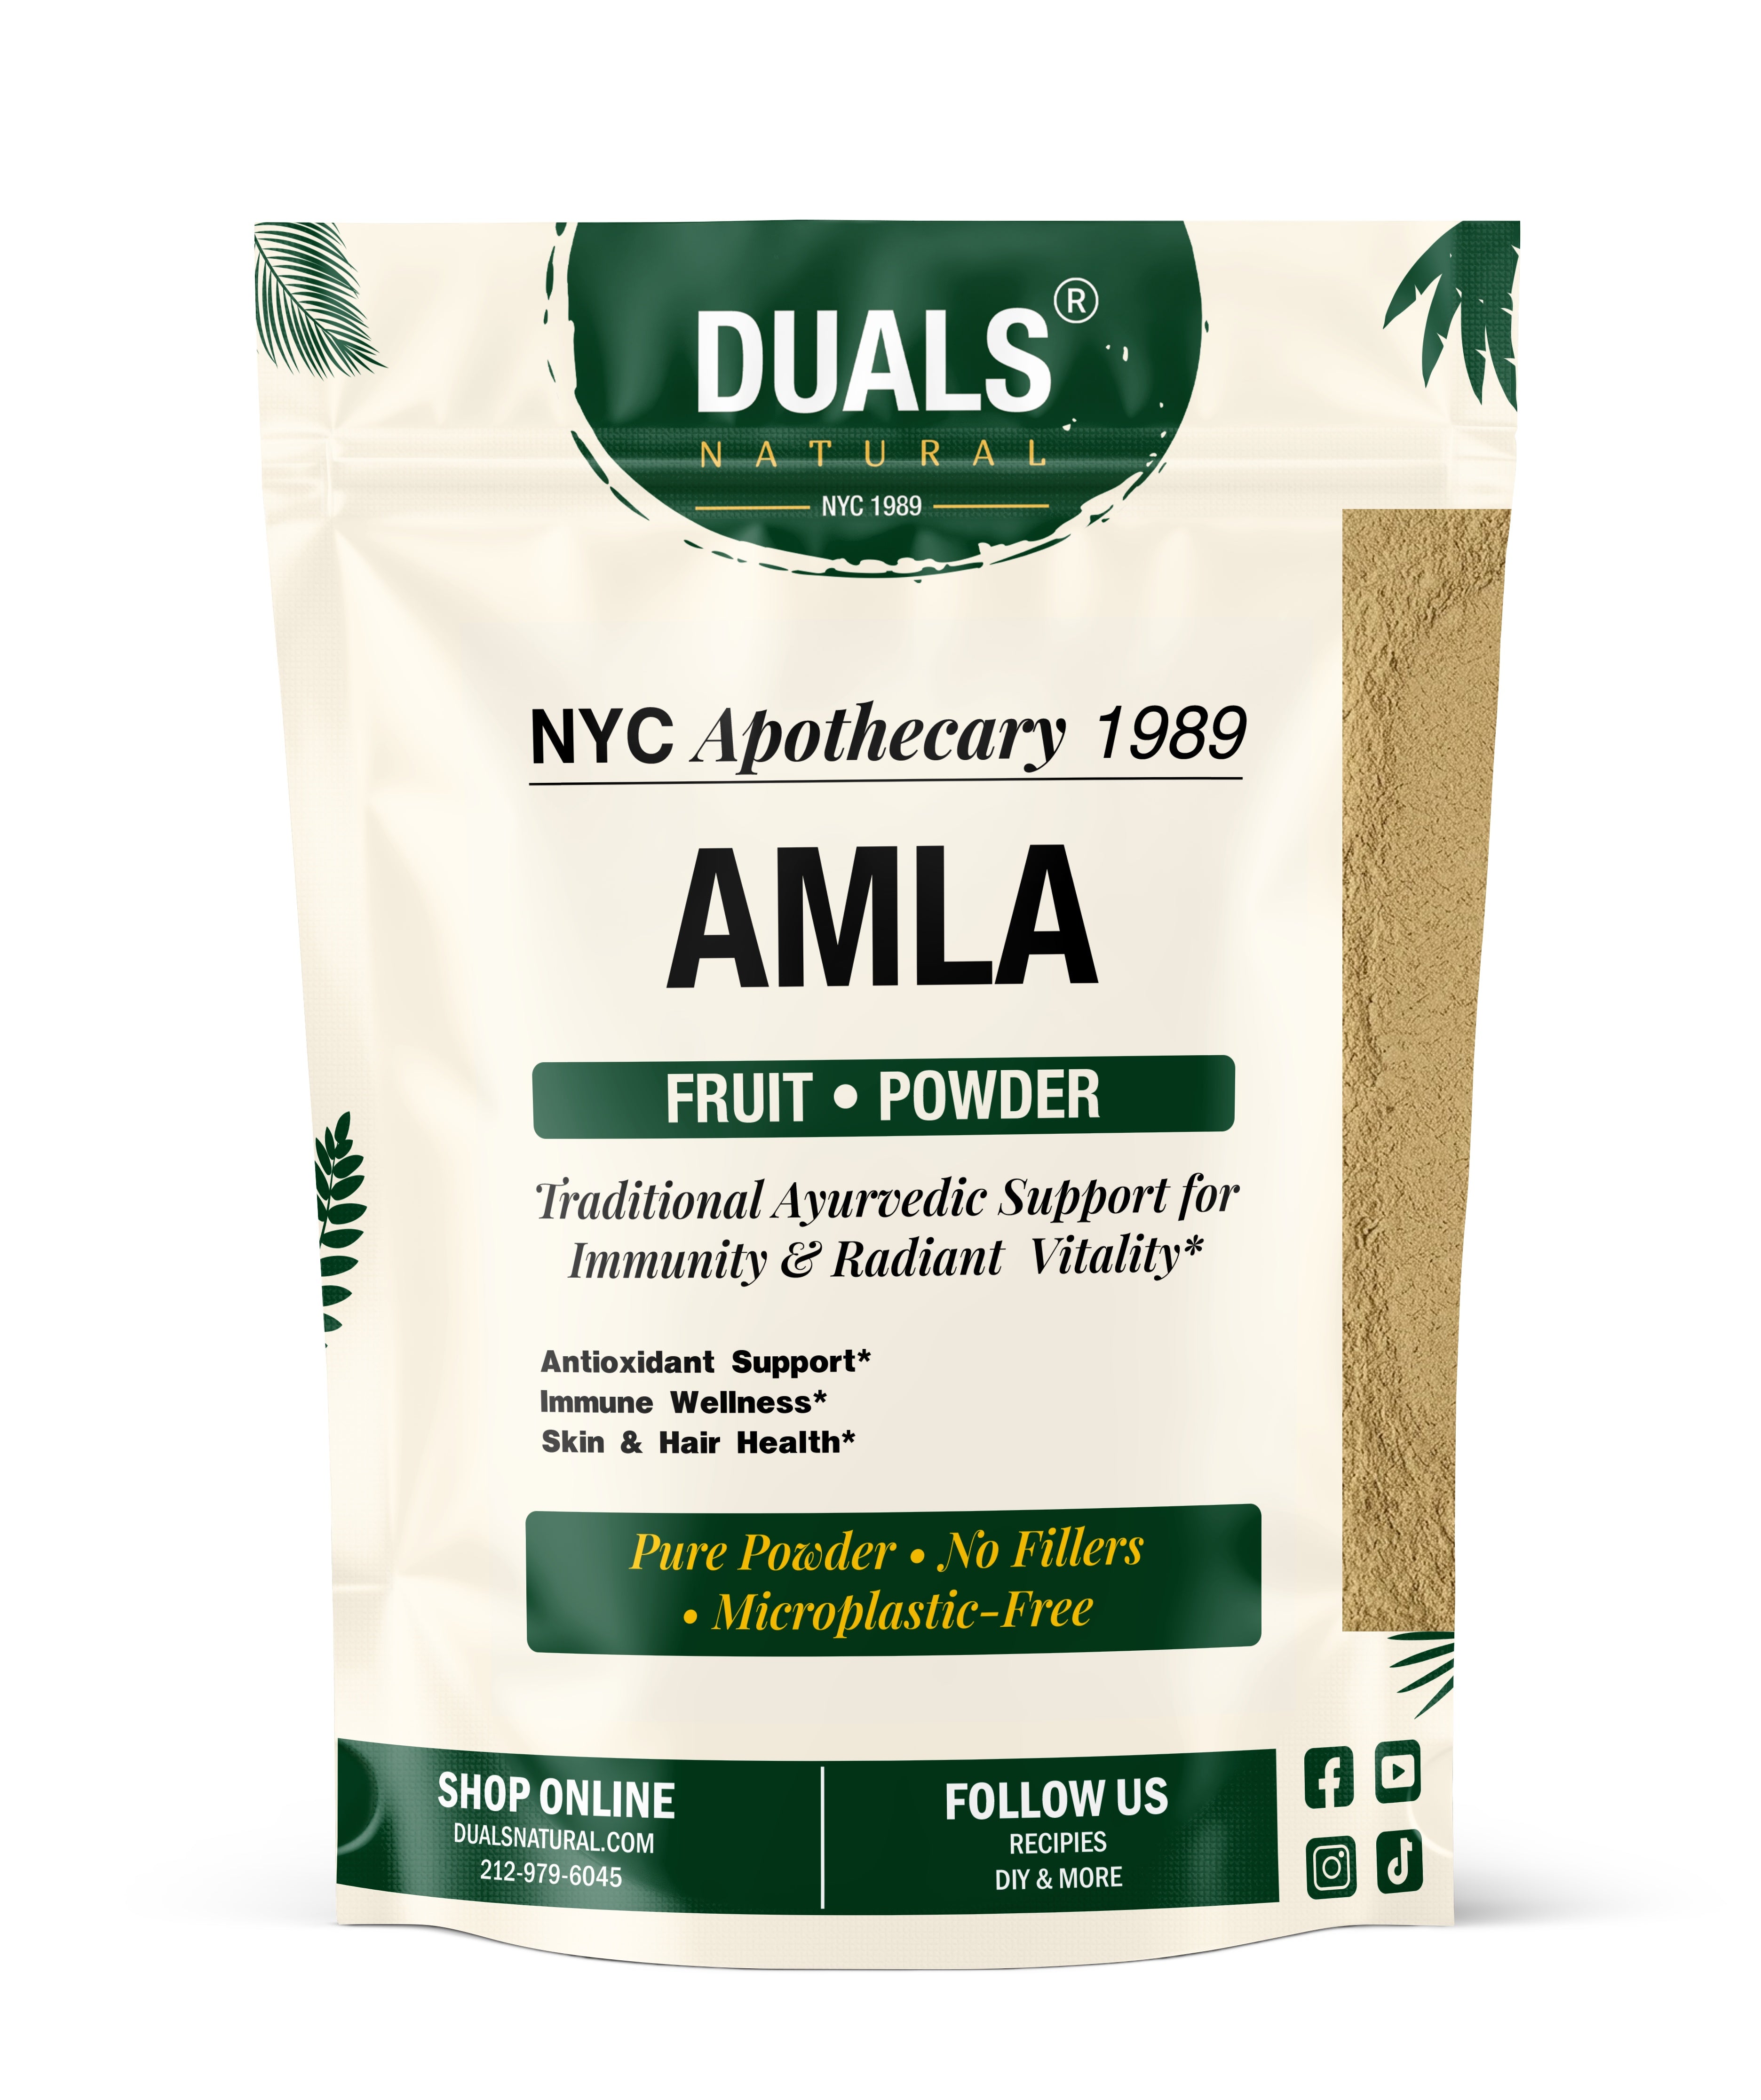 DUALS®
NATURAL
NYC 1989
NYC Apothecary 1989
AMLA
FRUIT • POWDER
Traditional Ayurvedic Support for
Immunity & Radiant Vitality*
Antioxidant Support*
Immune Wellness*
Skin & Hair Health*
Pure Powder • No Fillers
• Microplastic-Free
SHOP ONLINE
DUALSNATURAL.COM
212-979-6045
FOLLOW US
RECIPIES
DIY & MORE